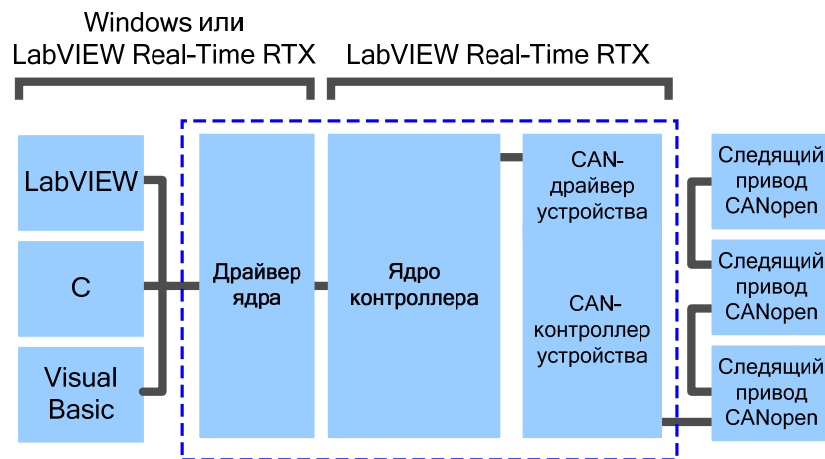 Windows или
LabVIEW Real-Time RTX
LabVIEW Real-Time RTX
LabVIEW
C
Visual
Basic
Драйвер
ядра
Ядро
контроллера
CAN-
драйвер
устройства
CAN-
контроллер
устройства
Следящий
привод
CANopen
Следящий
привод
CANopen
Следящий
привод
CANopen